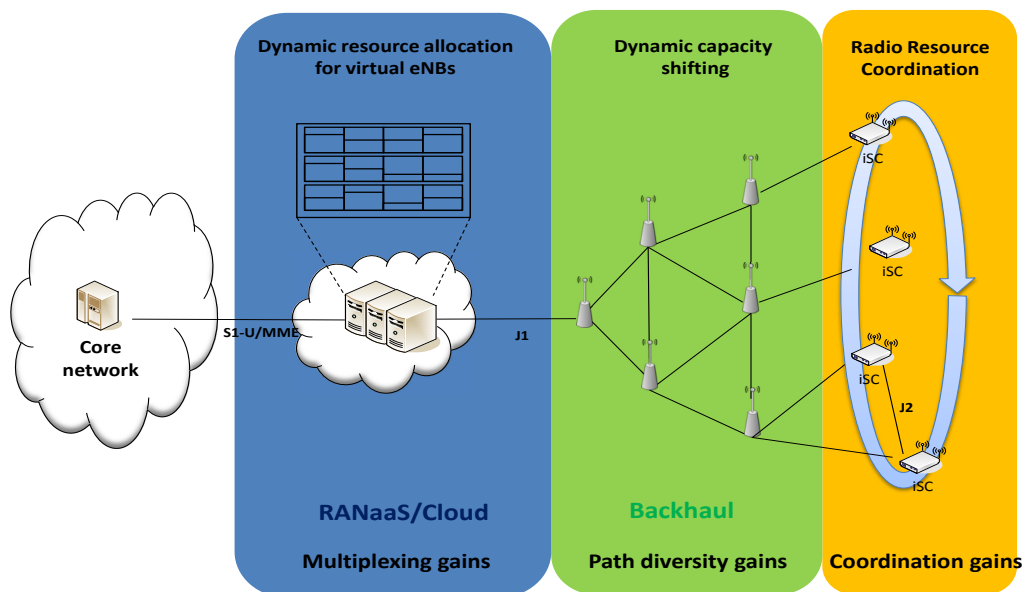 Dynamic resource allocation
for virtual eNBs
Dynamic capacity
shifting
Radio Resource
Coordination
iSC
iSC
S1-U/MME
J1
Core
network
iSC
J2
iSC
RANaaS/Cloud
Backhaul
Multiplexing gains
Path diversity gains
Coordination gains